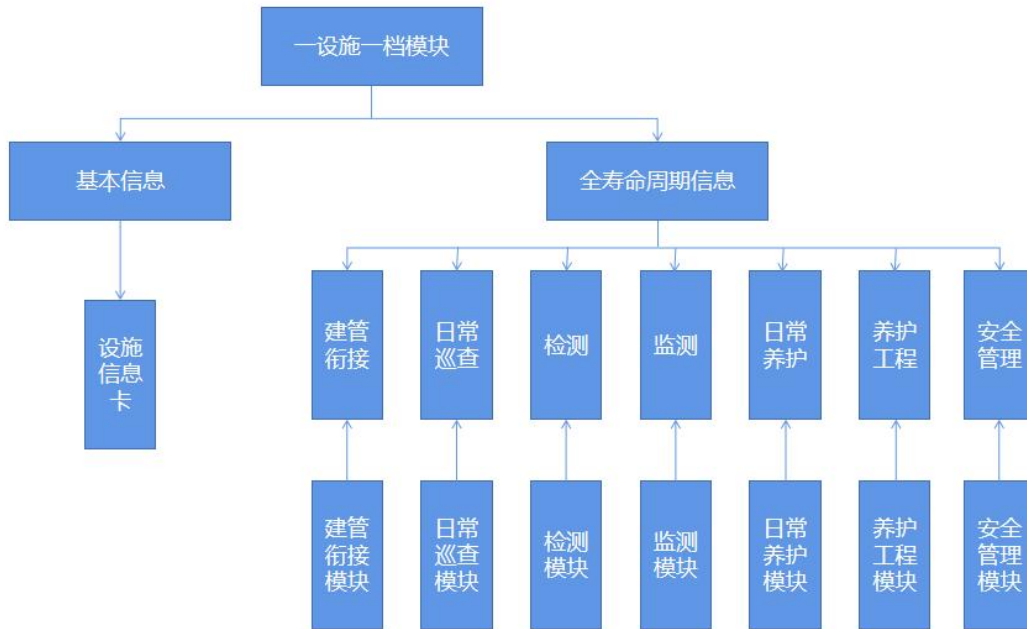 一设施一档模块
基本信息
全寿命周期信息
设施
信息
卡
建管
衔接
日常
巡查
检测
监测
日常
养护
养护
工程
安全
管理
建管
衔接
模块
日常
巡查
模块
检测
模块
监测
模块
日常
养护
模块
养护
工程
模块
安全
管理
模块